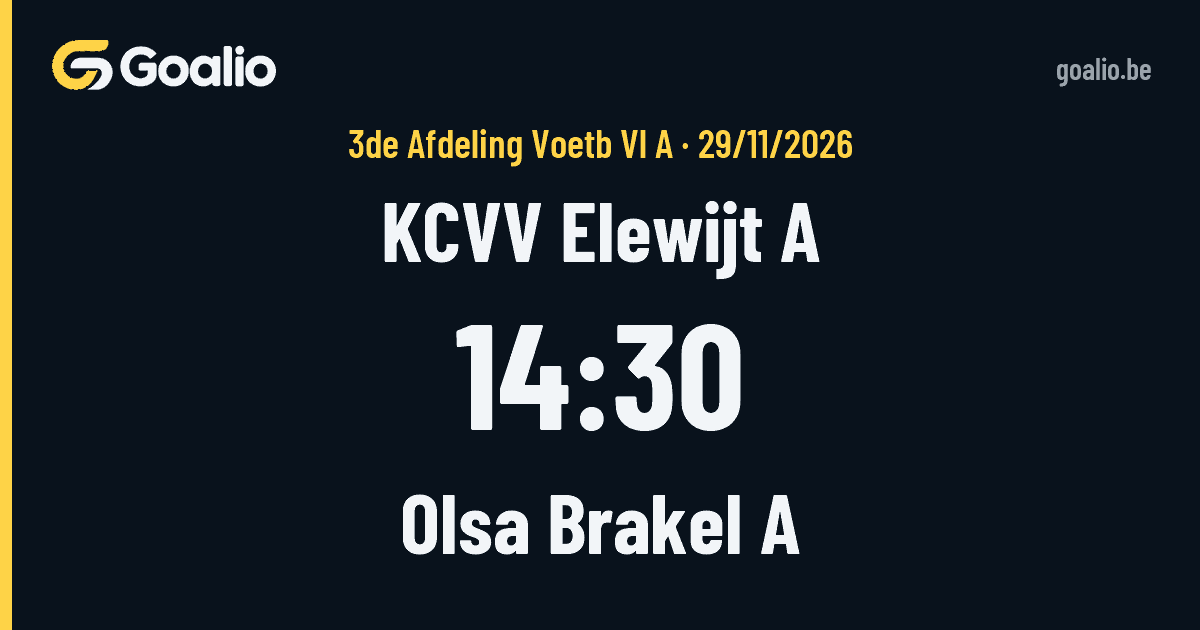 Goalio
goalio.be
3de Afdeling Voetb Vl A · 29/11/2026
KCVV Elewijt A
14:30
Olsa Brakel A